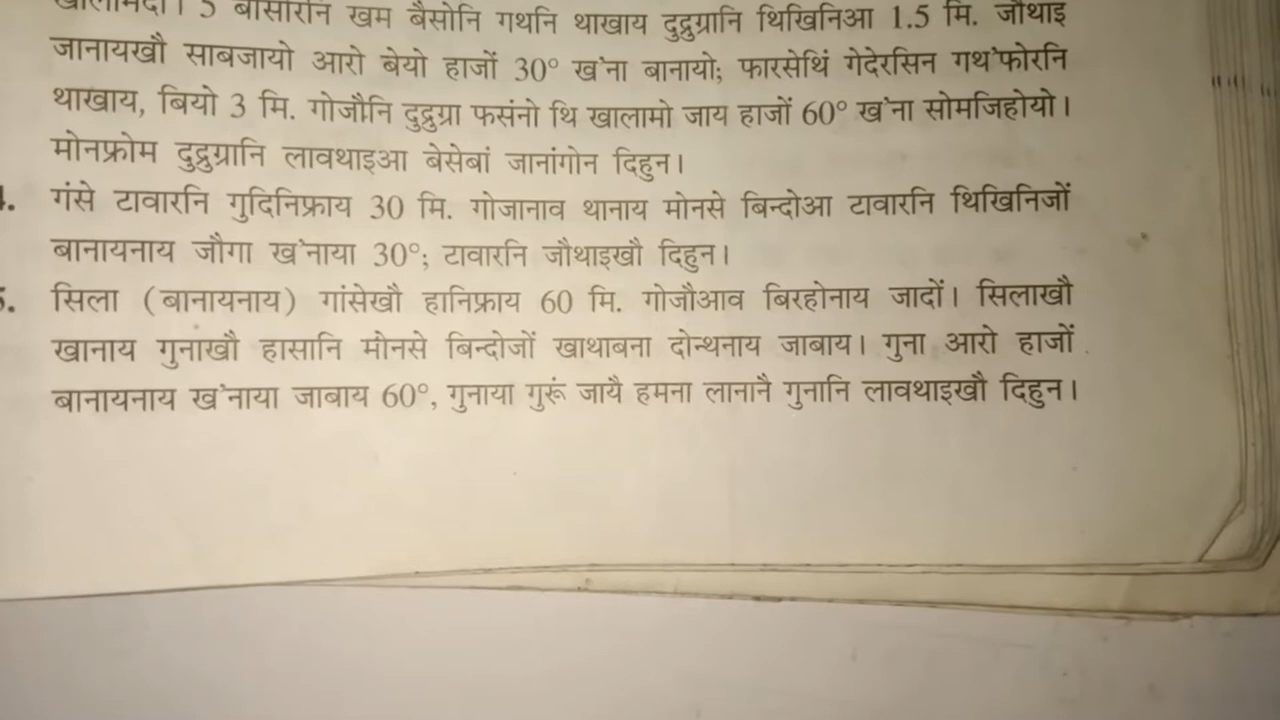 5 बासारनि खम बैसोनि गथनि थाखाय दुद्रुग्रानि थिखिनिआ 1.5 मि. जौथाइ
जानायखौ साबजायो आरो बेयो हाजों 30° ख'ना बानायो; फारसेथिं गेदेरसिन गथ'फोरनि
थाखाय, बियो 3 मि. गोजौनि दुद्रुग्रा फसंनो थि खालामो जाय हाजों 60° ख'ना सोमजिहोयो।
मोनफ्रोम दुद्रुग्रानि लावथाइआ बेसेबां जानांगोन दिहुन।
गंसे टावारनि गुदिनिफ्राय 30 मि. गोजानाव थानाय मोनसे बिन्दोआ टावारनि थिखिनिजों
बानायनाय जौगा ख'नाया 30°; टावारनि जौथाइखौ दिहुन।
सिला (बानायनाय) गांसेखौ हानिफ्राय 60 मि. गोजौआव बिरहोनाय जादों। सिलाखौ
खानाय गुनाखौ हासानि मोनसे बिन्दोजों खाथाबना दोन्थनाय जाबाय। गुना आरो हाजों
बानायनाय ख'नाया जाबाय 60°, गुनाया गुरूं जायै हमना लानानै गुनानि लावथाइखौ दिहुन।